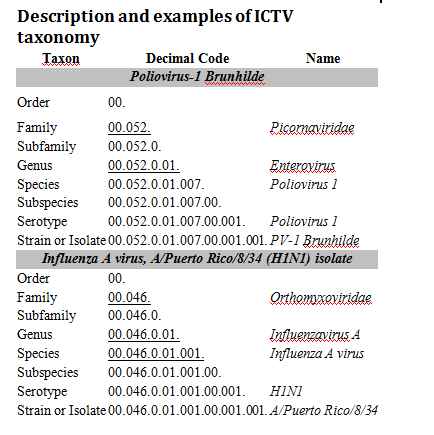 Description and examples of ICTV
taxonomy
Taxon Decimal Code Name
Poliovirus-1 Brunhilde
Order 00.
Family 00.052. Picornaviridae
Subfamily 00.052.0.
Genus 00.052.0.01. Enterovirus
Species 00.052.0.01.007. Poliovirus 1
Subspecies 00.052.0.01.007.00.
Serotype 00.052.0.01.007.00.001. Poliovirus 1
Strain or Isolate 00.052.0.01.007.00.001.001. PV-1 Brunhilde
Influenza A virus, A/Puerto Rico/8/34 (H1N1) isolate
Order 00.
Family 00.046. Orthomyxoviridae
Subfamily 00.046.0.
Genus 00.046.0.01. Influenzavirus A
Species 00.046.0.01.001. Influenza A virus
Subspecies 00.046.0.01.001.00.
Serotype 00.046.0.01.001.00.001. H1N1
Strain or Isolate 00.046.0.01.001.00.001.001. A/Puerto Rico/8/34